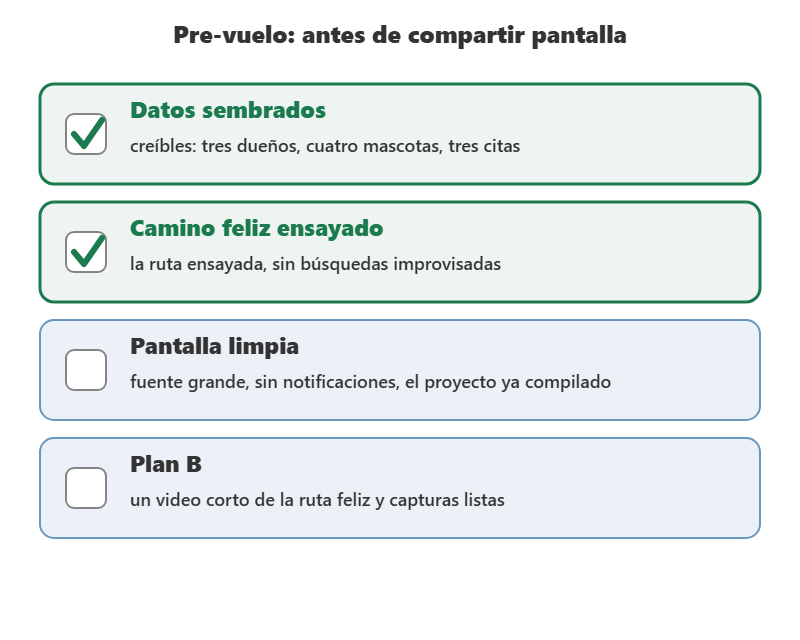 Pre-vuelo: antes de compartir pantalla
Datos sembrados
creíbles: tres dueños, cuatro mascotas, tres citas
Camino feliz ensayado
la ruta ensayada, sin búsquedas improvisadas
Pantalla limpia
fuente grande, sin notificaciones, el proyecto ya compilado
Plan B
un video corto de la ruta feliz y capturas listas